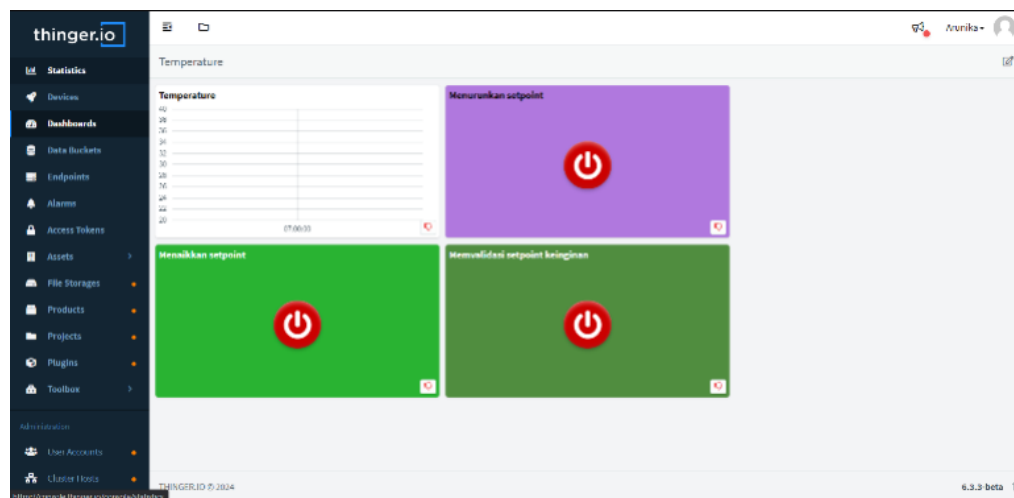 thinger.io
Arunika
Statistics
Devices
Dashboards
Data Buckets
Endpoints
Alarms
Access Tokens
Assets
File Storages
Products
Projects
Plugins
Toolbox
Administration
User Accounts
Cluster Hosts
Temperature
Temperature
40
38
36
34
32
30
28
26
24
22
20
07:00:00
Menurunkan setpoint
Menaikkan setpoint
Memvalidasi setpoint keinginan
THINGER.IO © 2024
6.3.3-beta